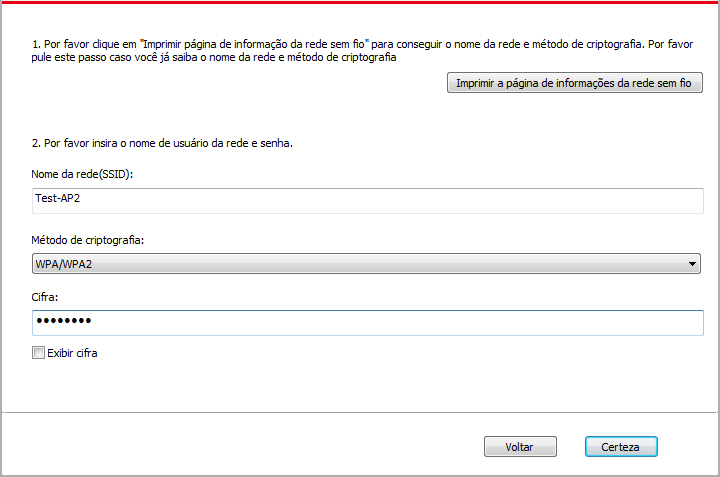 1. Por favor clique em "Imprimir página de informação da rede sem fio" para conseguir o nome da rede e método de criptografia. Por favor
pule este passo caso você já saiba o nome da rede e método de criptografia
Imprimir a página de informações da rede sem fio
2. Por favor insira o nome de usuário da rede e senha.
Nome da rede(SSID):
Test-AP2
Método de criptografia:
WPA/WPA2
Cifra:
••••••••
Exibir cifra
Voltar
Certeza